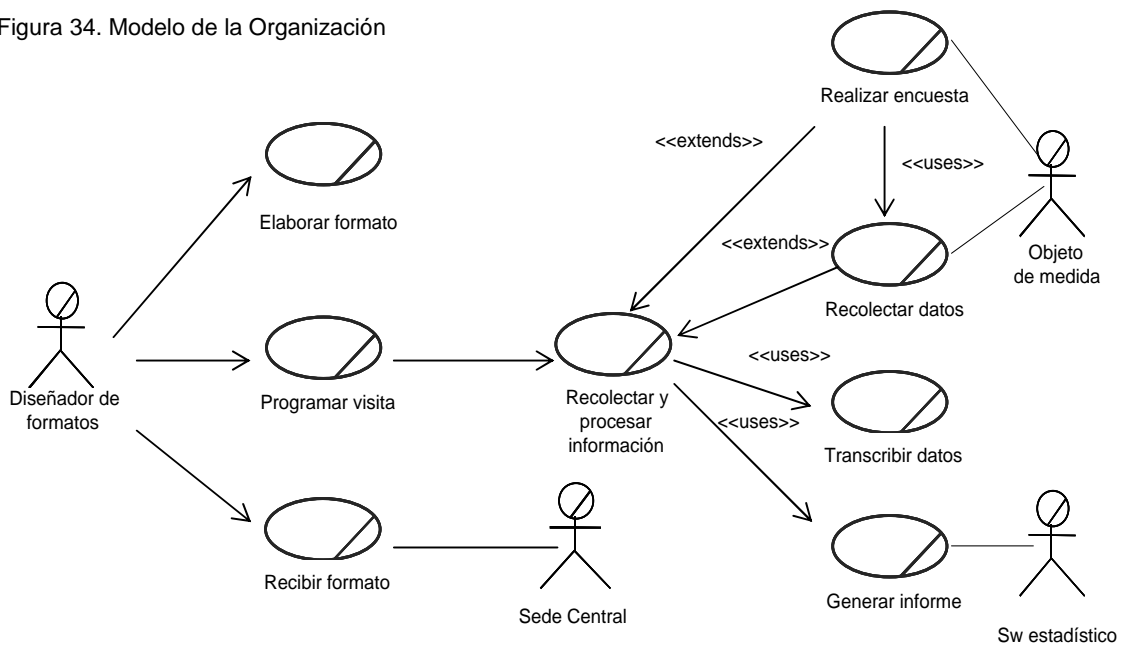 Figura 34. Modelo de la Organización
Realizar encuesta
<<extends>>
<<uses>>
Elaborar formato
<<extends>>
Objeto
de medida
Recolectar datos
<<uses>>
Diseñador de
formatos
Programar visita
Recolectar y
procesar
información
<<uses>>
Transcribir datos
Recibir formato
Sede Central
Generar informe
Sw estadístico